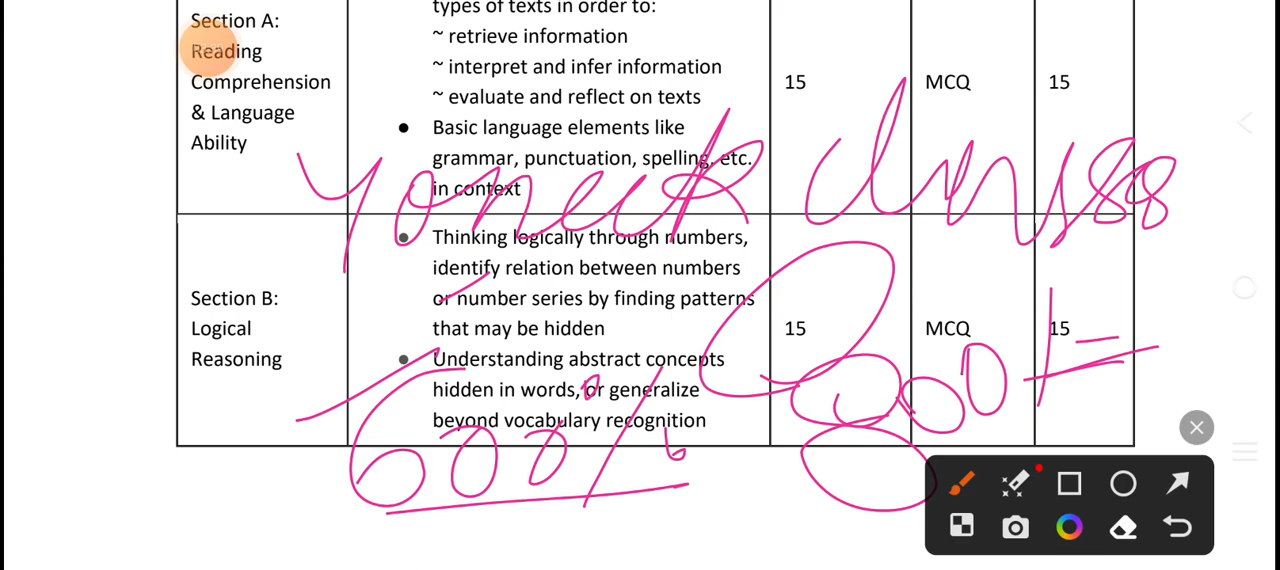 types of texts in order to:
Section A:
Reading
Comprehension
& Language
Ability
~ retrieve information
~ interpret and infer information
~ evaluate and reflect on texts
● Basic language elements like
grammar, punctuation, spelling, etc.
in context
15
MCQ
15
Section B:
Logical
Reasoning
● Thinking logically through numbers,
identify relation between numbers
or number series by finding patterns
that may be hidden
● Understanding abstract concepts
hidden in words, or generalize
beyond vocabulary recognition
15
MCQ
15